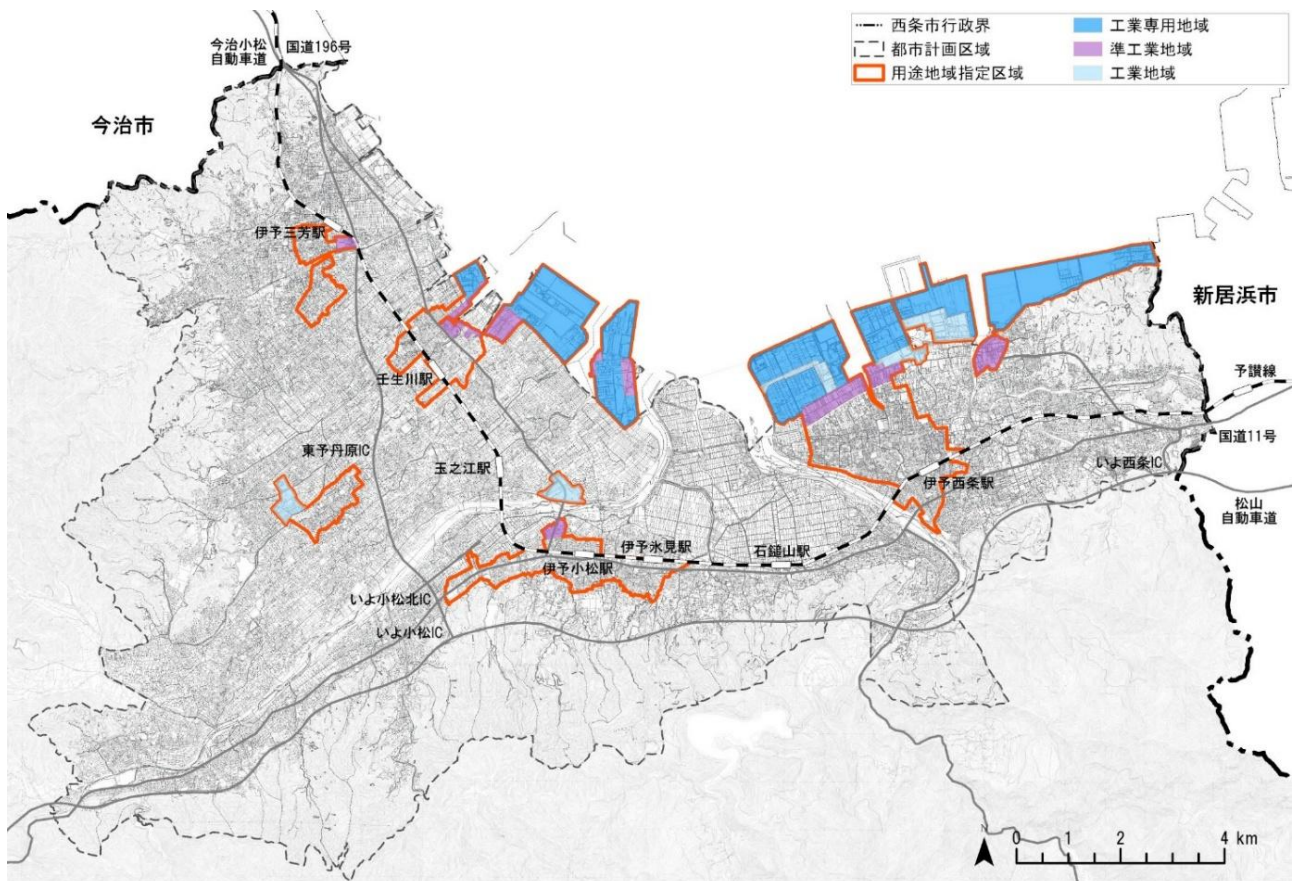 西条市行政界
都市計画区域
用途地域指定区域
工業専用地域
準工業地域
工業地域
今治小松
自動車道
国道196号
今治市
伊予三芳駅
新居浜市
壬生川駅
予讃線
国道11号
東予丹原IC
玉之江駅
いよ西条IC
伊予西条駅
松山
自動車道
伊予氷見駅
石鎚山駅
伊予小松駅
いよ小松北IC
いよ小松IC
0 1 2 4 km